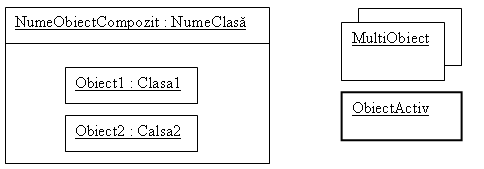 NumeObiectCompozit : NumeClasă
Obiect1 : Clasa1
Obiect2 : Calsa2
MultiObiect
ObiectActiv